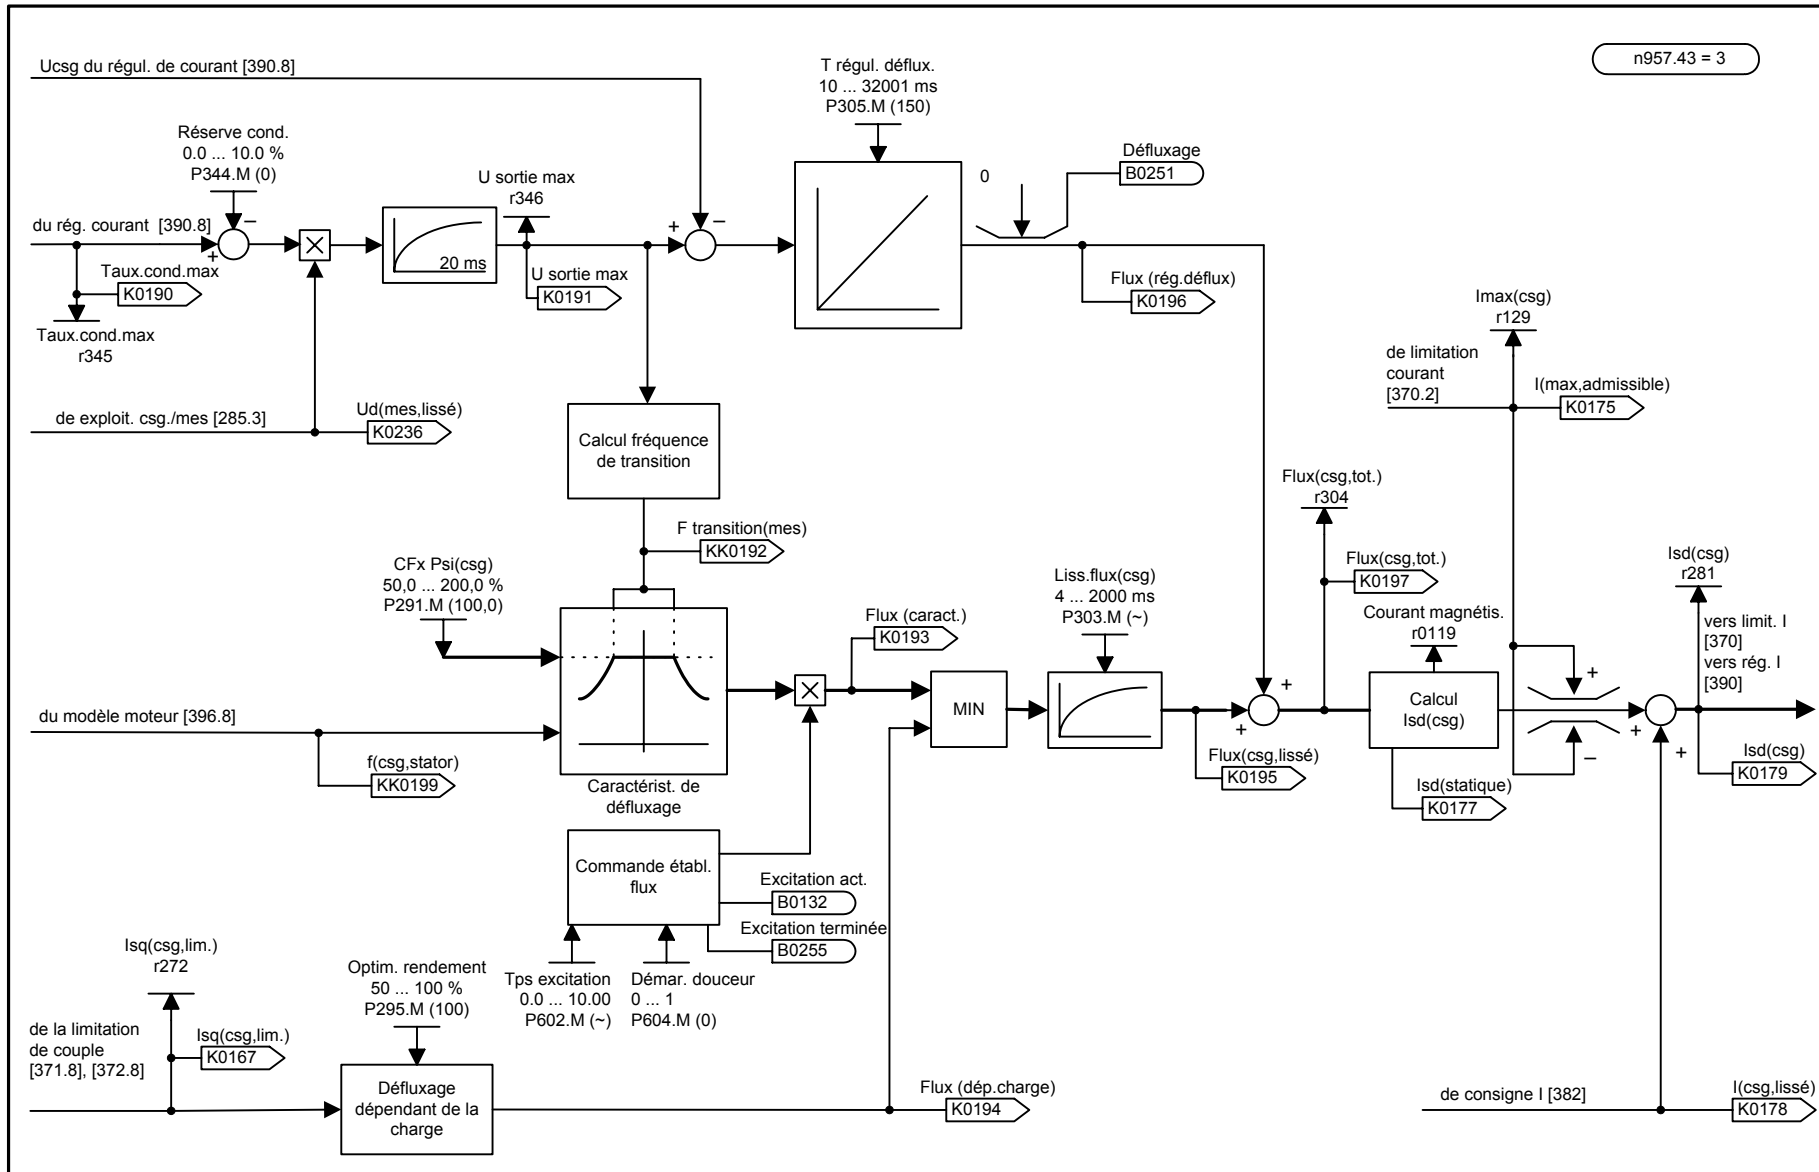 Ucsg du régul. de courant [390.8]
n957.43 = 3
T régul. déflux.
10 ... 32001 ms
P305.M (150)
Réserve cond.
0.0 ... 10.0 %
P344.M (0)
Défluxage
B0251
U sortie max
r346
0
–
+
–
du rég. courant [390.8]
+
20 ms
Taux.cond.max
K0190
U sortie max
K0191
Flux (rég.déflux)
K0196
Taux.cond.max
r345
Imax(csg)
r129
de limitation
courant
[370.2]
I(max,admissible)
K0175
de exploit. csg./mes [285.3]
Ud(mes,lissé)
K0236
Calcul fréquence
de transition
Flux(csg,tot.)
r304
F transition(mes)
KK0192
CFx Psi(csg)
50,0 ... 200,0 %
P291.M (100,0)
Liss.flux(csg)
4 ... 2000 ms
P303.M (~)
Flux(csg,tot.)
K0197
Isd(csg)
r281
Flux (caract.)
K0193
Courant magnétis.
r0119
vers limit. I
[370]
vers rég. I
[390]
+
+
MIN
Calcul
Isd(csg)
du modèle moteur [396.8]
+
+
+
–
f(csg,stator)
KK0199
Flux(csg,lissé)
K0195
Isd(csg)
K0179
Caractérist. de
défluxage
Isd(statique)
K0177
Commande établ.
flux
Excitation act.
B0132
Excitation terminée
B0255
Isq(csg,lim.)
r272
Optim. rendement
50 ... 100 %
P295.M (100)
Tps excitation
0.0 ... 10.00
P602.M (~)
Démar. douceur
0 ... 1
P604.M (0)
de la limitation
de couple
[371.8], [372.8]
Isq(csg,lim.)
K0167
Défluxage
dépendant de la
charge
Flux (dép.charge)
K0194
de consigne I [382]
I(csg,lissé)
K0178